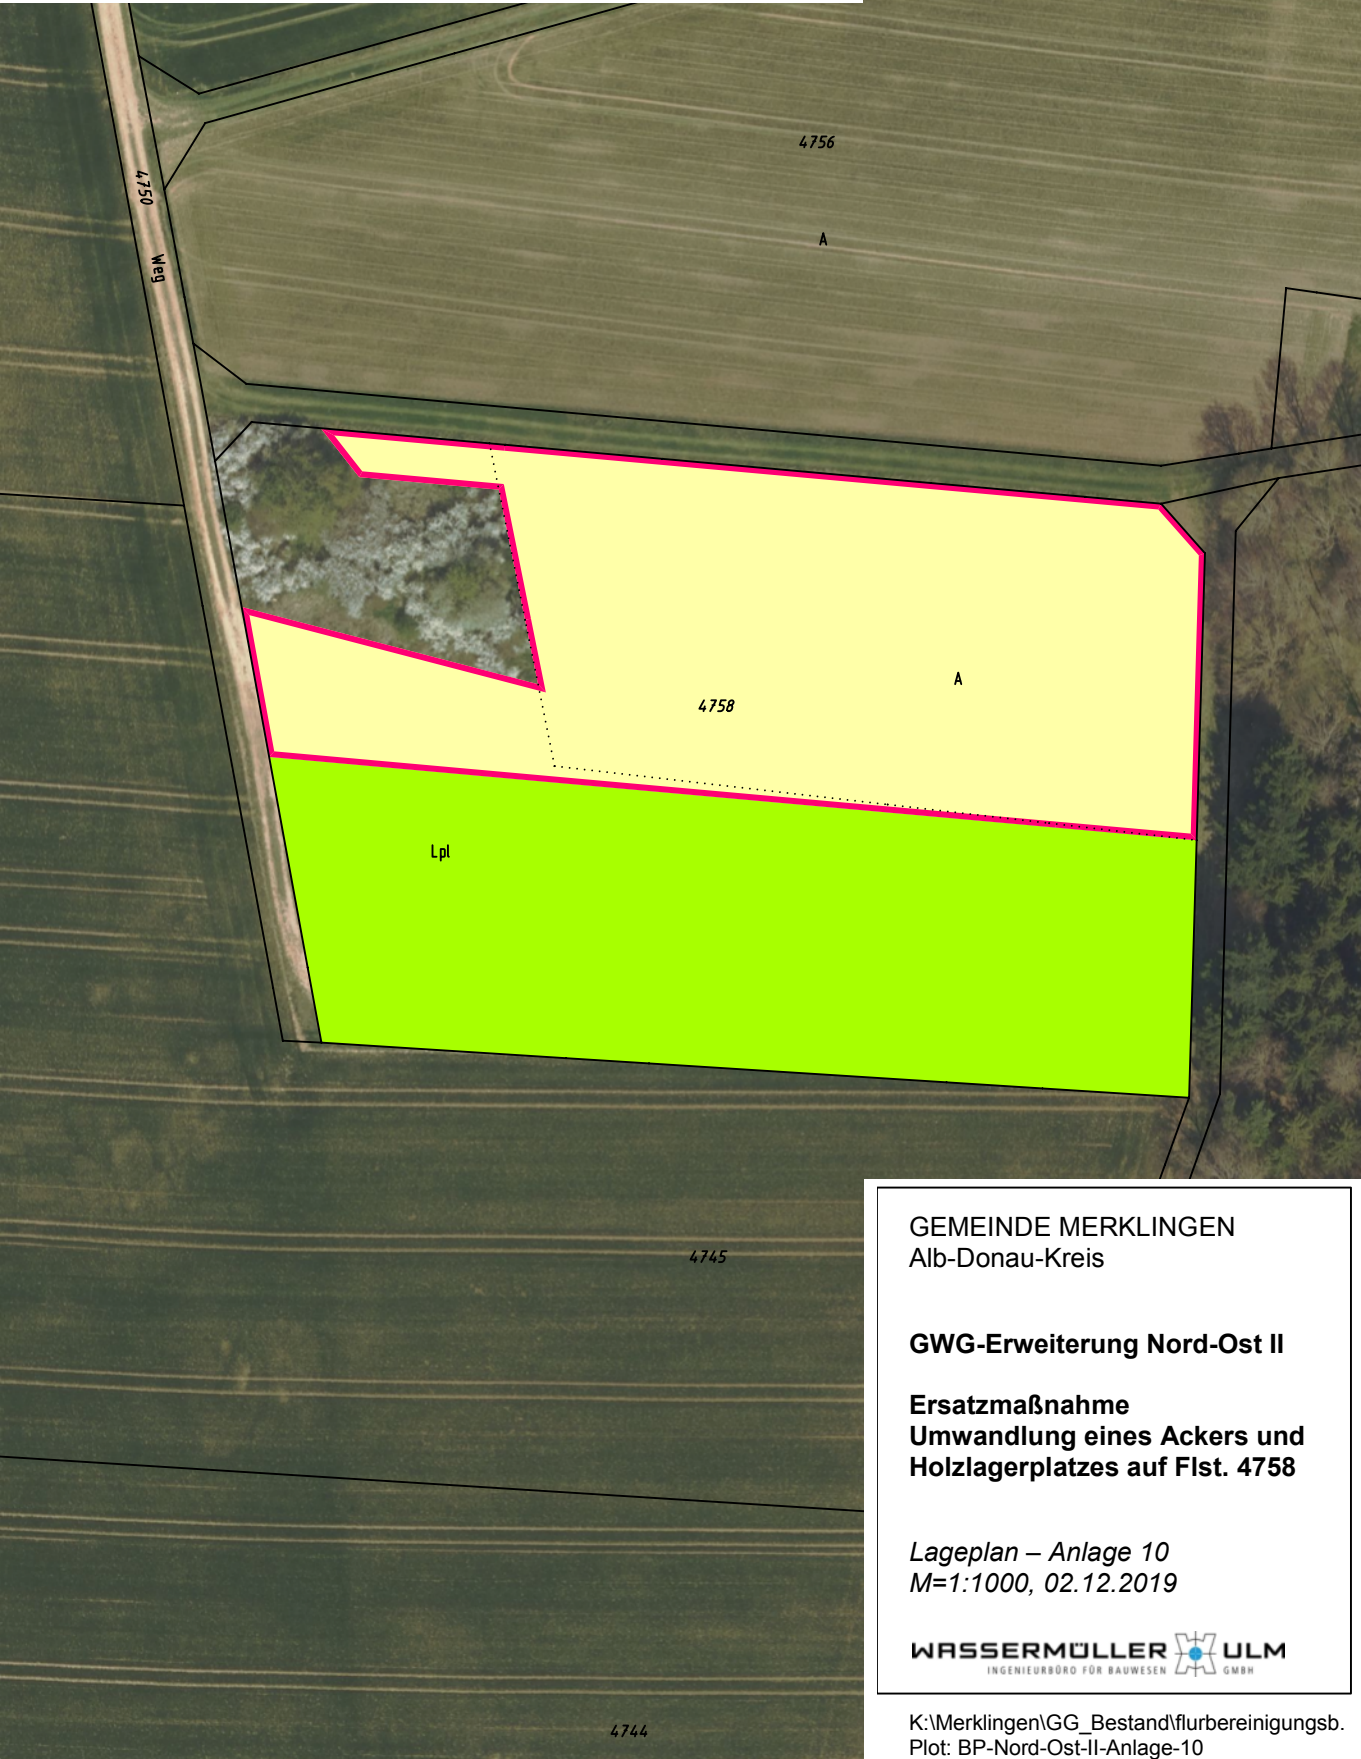 4756
A
4750
Weg
A
4758
Lpl
4745
4744
GEMEINDE MERKLINGEN
Alb-Donau-Kreis
GWG-Erweiterung Nord-Ost II
Ersatzmaßnahme
Umwandlung eines Ackers und
Holzlagerplatzes auf Flst. 4758
Lageplan – Anlage 10
M=1:1000, 02.12.2019
WASSERMÜLLER ULM
INGENIEURBÜRO FÜR BAUWESEN GMBH
K:\Merklingen\GG_Bestand\flurbereinigungsb.
Plot: BP-Nord-Ost-II-Anlage-10